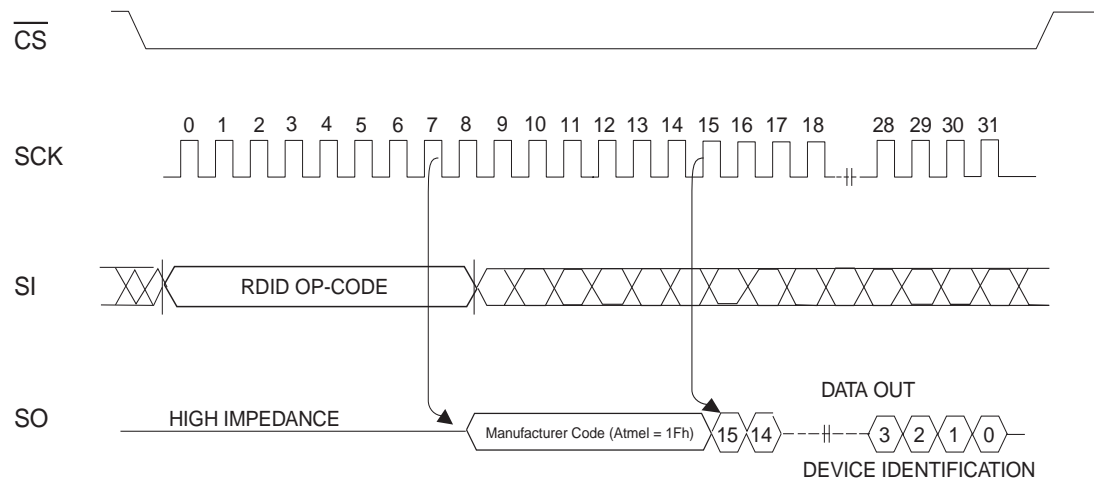 CS
0 1 2 3 4 5 6 7 8 9 10 11 12 13 14 15 16 17 18 28 29 30 31
SCK
SI
RDID OP-CODE
DATA OUT
SO
HIGH IMPEDANCE
Manufacturer Code (Atmel = 1Fh)
15 14 3 2 1 0
DEVICE IDENTIFICATION